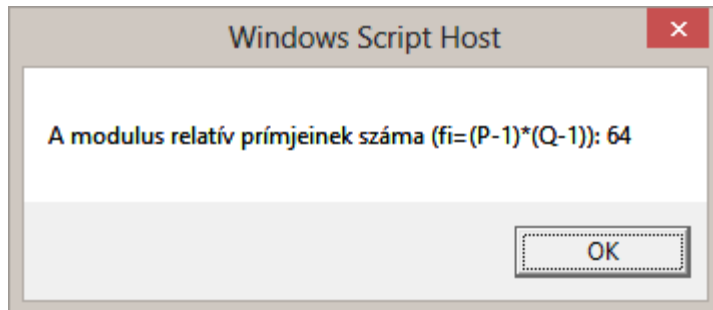 Windows Script Host
A modulus relatív prímjeinek száma (fi=(P-1)*(Q-1)): 64
OK